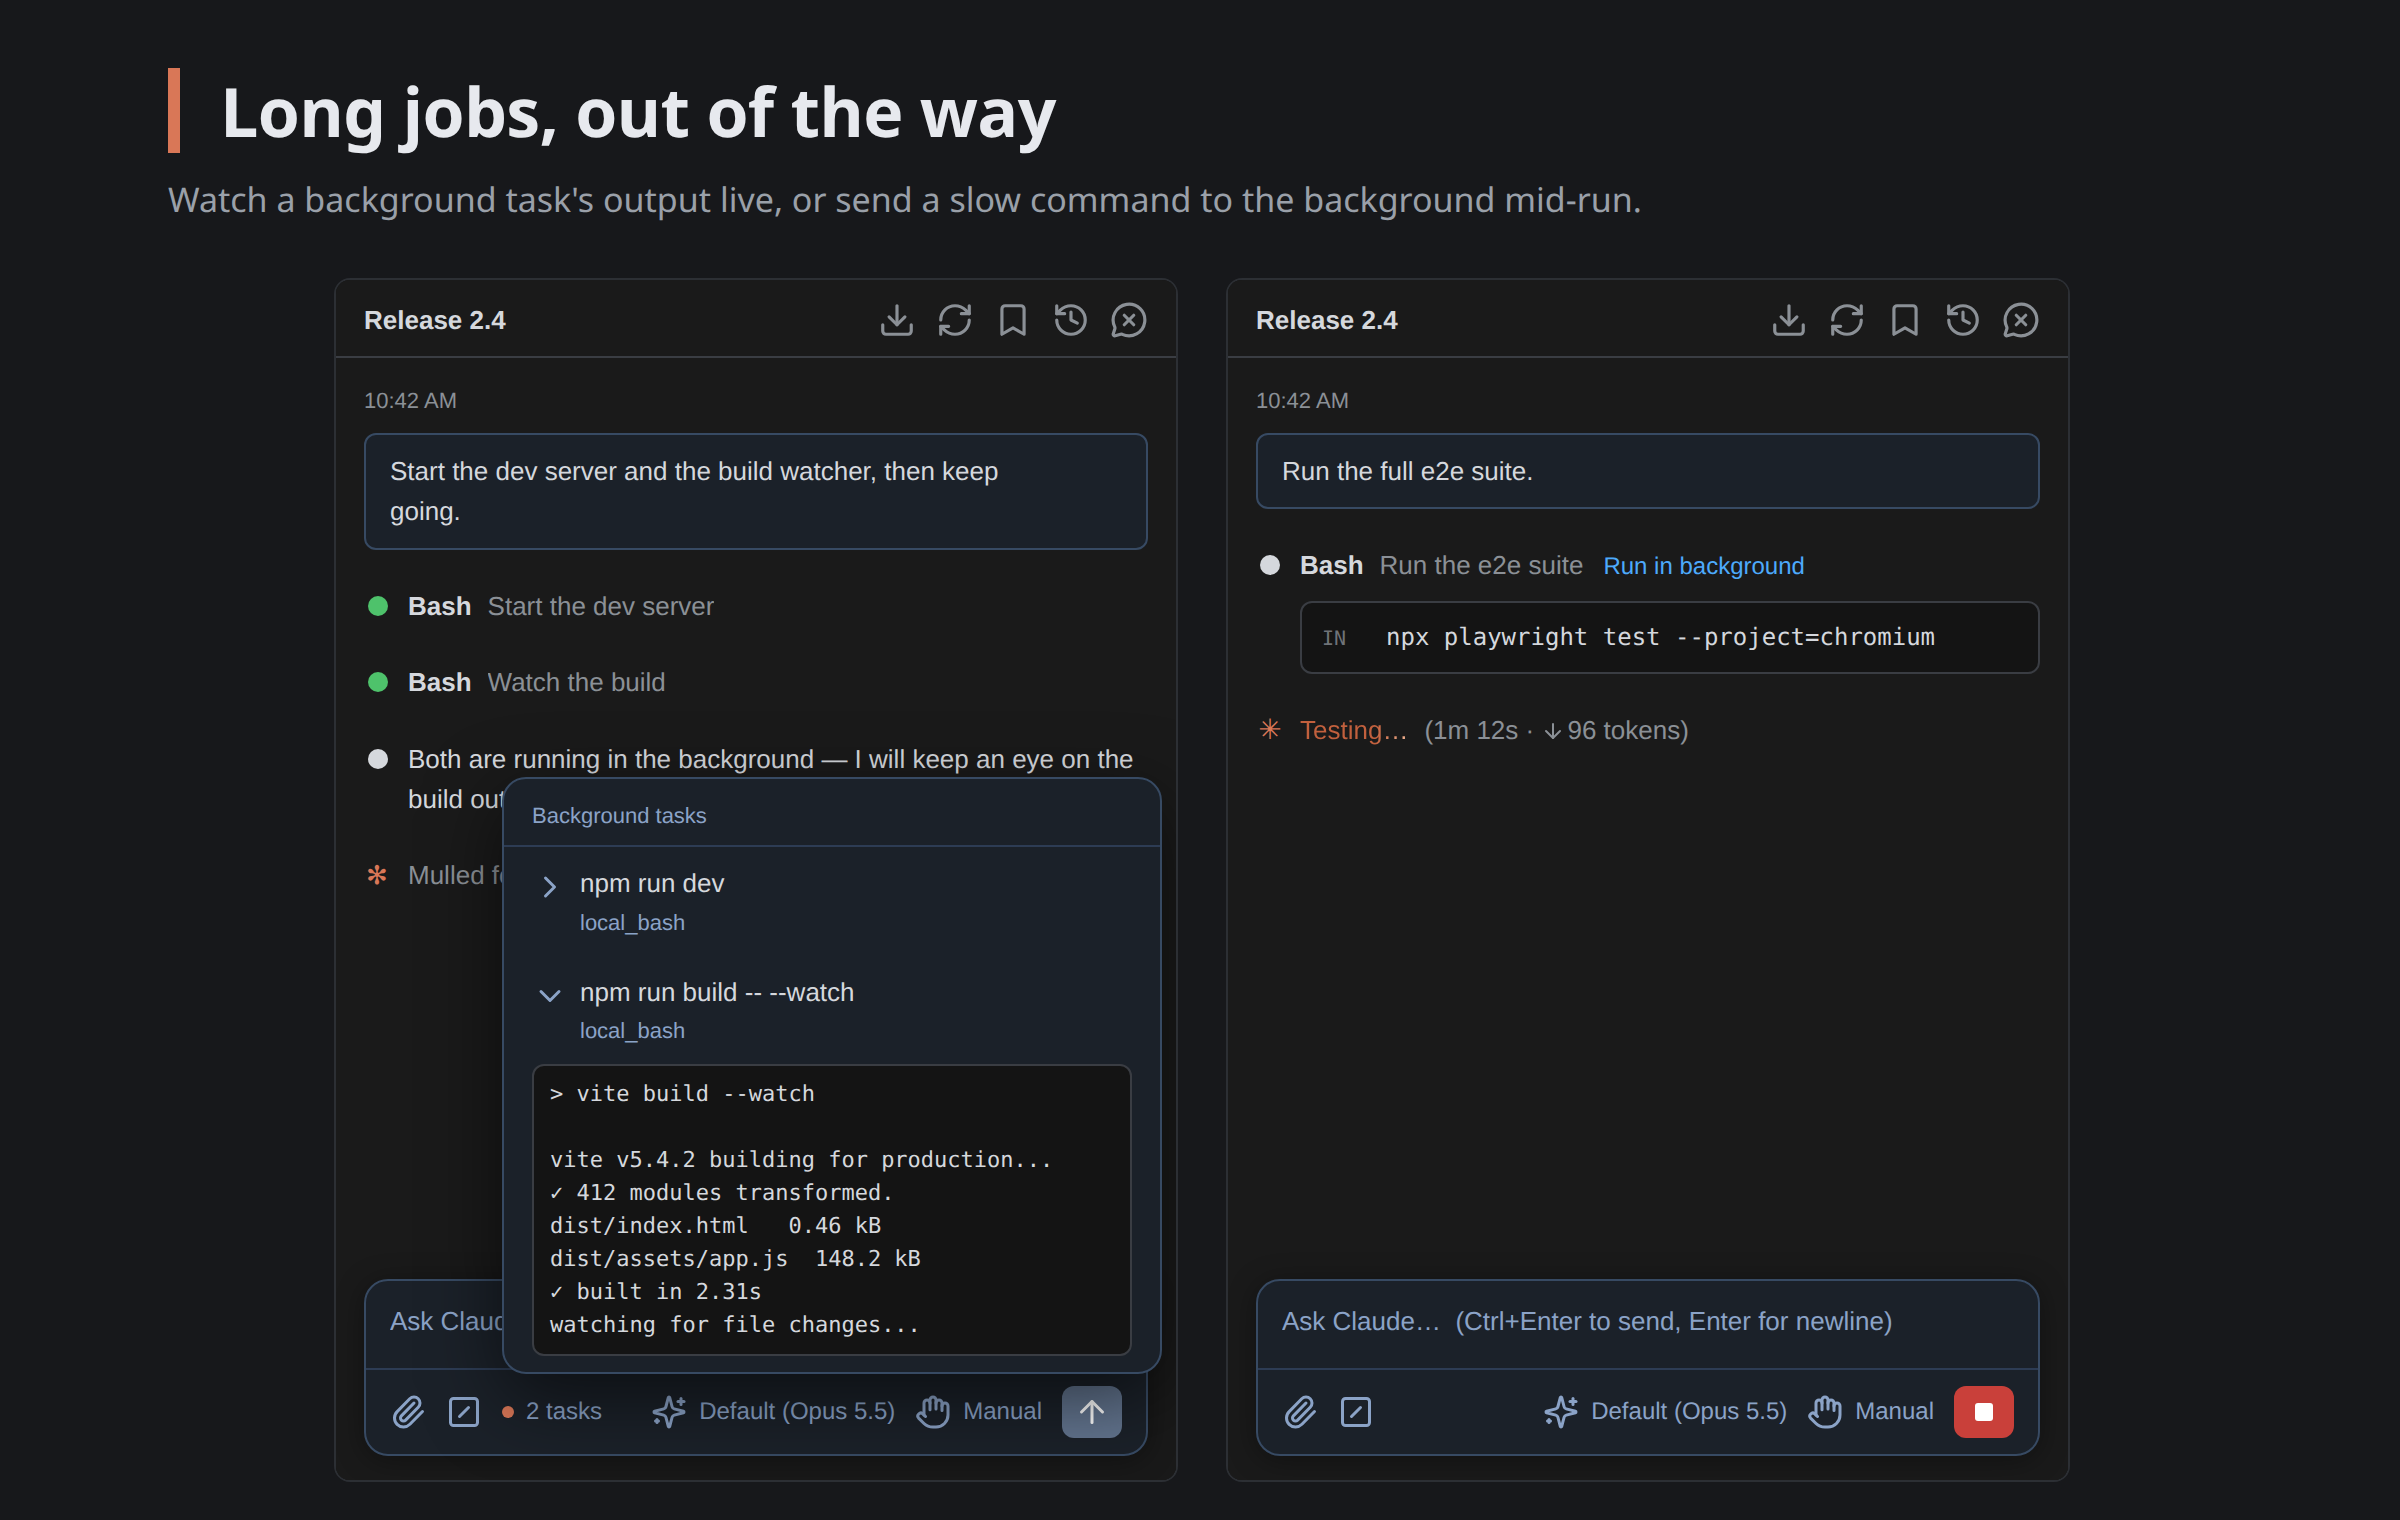 Long jobs, out of the way
Watch a background task's output live, or send a slow command to the background mid-run.
Release 2.4
10:42 AM
Start the dev server and the build watcher, then keep
going.
Bash Start the dev server
Bash Watch the build
Both are running in the background — I will keep an eye on the
build
Mulled
Background tasks
npm run dev
local_bash
npm run build -- --watch
local_bash
> vite build --watch
vite v5.4.2 building for production...
✓ 412 modules transformed.
dist/index.html   0.46 kB
dist/assets/app.js  148.2 kB
✓ built in 2.31s
watching for file changes...
Ask
2 tasks Default (Opus 5.5) Manual
Release 2.4
10:42 AM
Run the full e2e suite.
Bash Run the e2e suite Run in background
IN npx playwright test --project=chromium
Testing… (1m 12s · ↓ 96 tokens)
Ask Claude… (Ctrl+Enter to send, Enter for newline)
Default (Opus 5.5) Manual